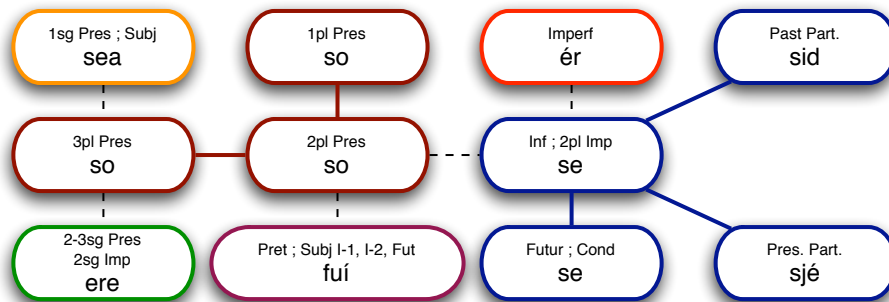 1sg Pres ; Subj
sea
1pl Pres
so
Imperf
ér
Past Part.
sid
3pl Pres
so
2pl Pres
so
Inf ; 2pl Imp
se
2-3sg Pres
2sg Imp
ere
Pret ; Subj I-1, I-2, Fut
fuí
Futur ; Cond
se
Pres. Part.
sjé